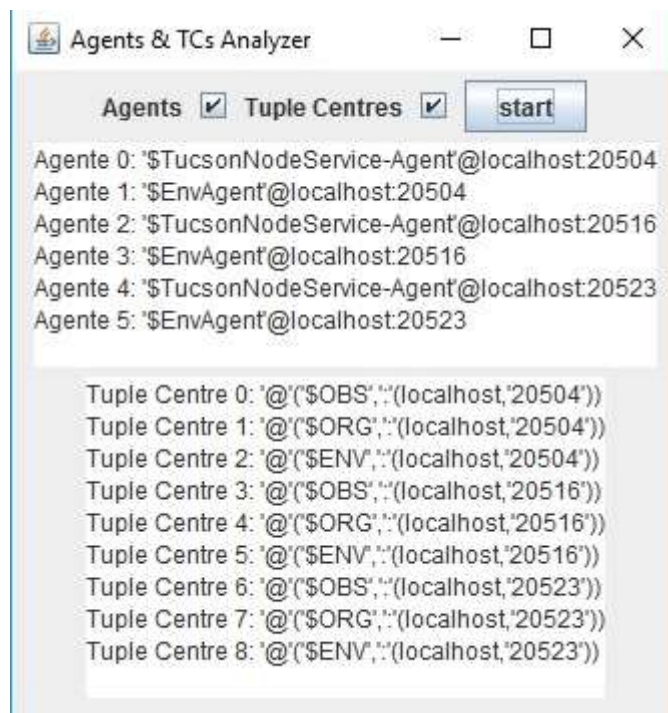 Agents & TCs Analyzer
Agents Tuple Centres start
Agente 0: '$TucsonNodeService-Agent'@localhost:20504
Agente 1: '$EnvAgent'@localhost:20504
Agente 2: '$TucsonNodeService-Agent'@localhost:20516
Agente 3: '$EnvAgent'@localhost:20516
Agente 4: '$TucsonNodeService-Agent'@localhost:20523
Agente 5: '$EnvAgent'@localhost:20523
Tuple Centre 0: '@'('$OBS',':'(localhost,'20504'))
Tuple Centre 1: '@'('$ORG',':'(localhost,'20504'))
Tuple Centre 2: '@'('$ENV',':'(localhost,'20504'))
Tuple Centre 3: '@'('$OBS',':'(localhost,'20516'))
Tuple Centre 4: '@'('$ORG',':'(localhost,'20516'))
Tuple Centre 5: '@'('$ENV',':'(localhost,'20516'))
Tuple Centre 6: '@'('$OBS',':'(localhost,'20523'))
Tuple Centre 7: '@'('$ORG',':'(localhost,'20523'))
Tuple Centre 8: '@'('$ENV',':'(localhost,'20523'))